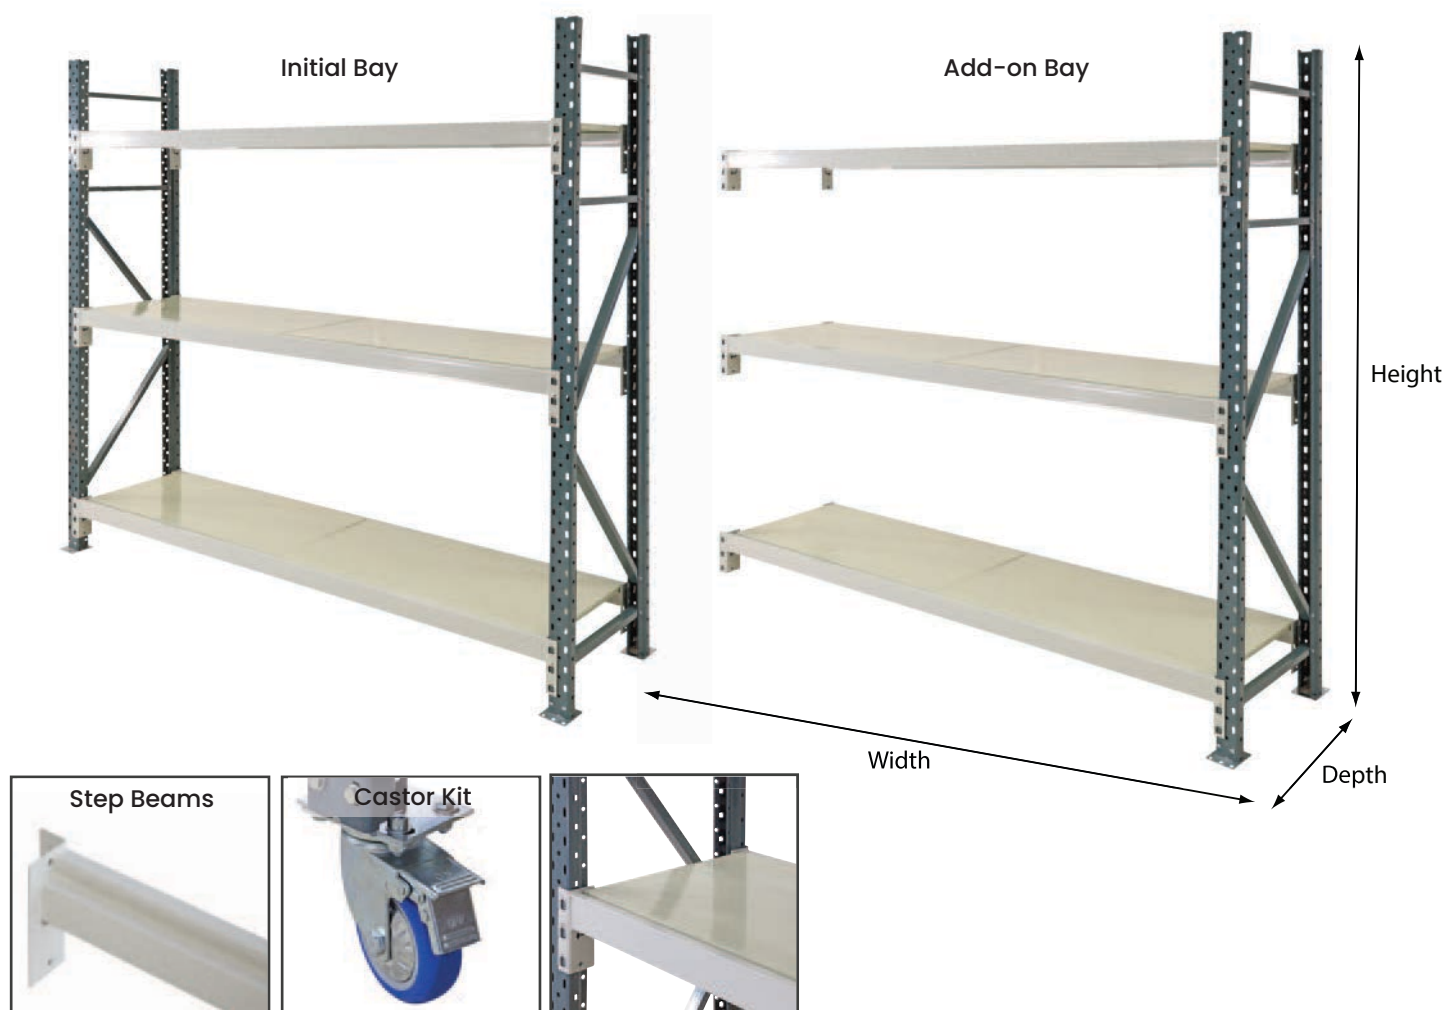 Initial Bay
Add-on Bay
Height
Width
Depth
Step Beams
Castor Kit